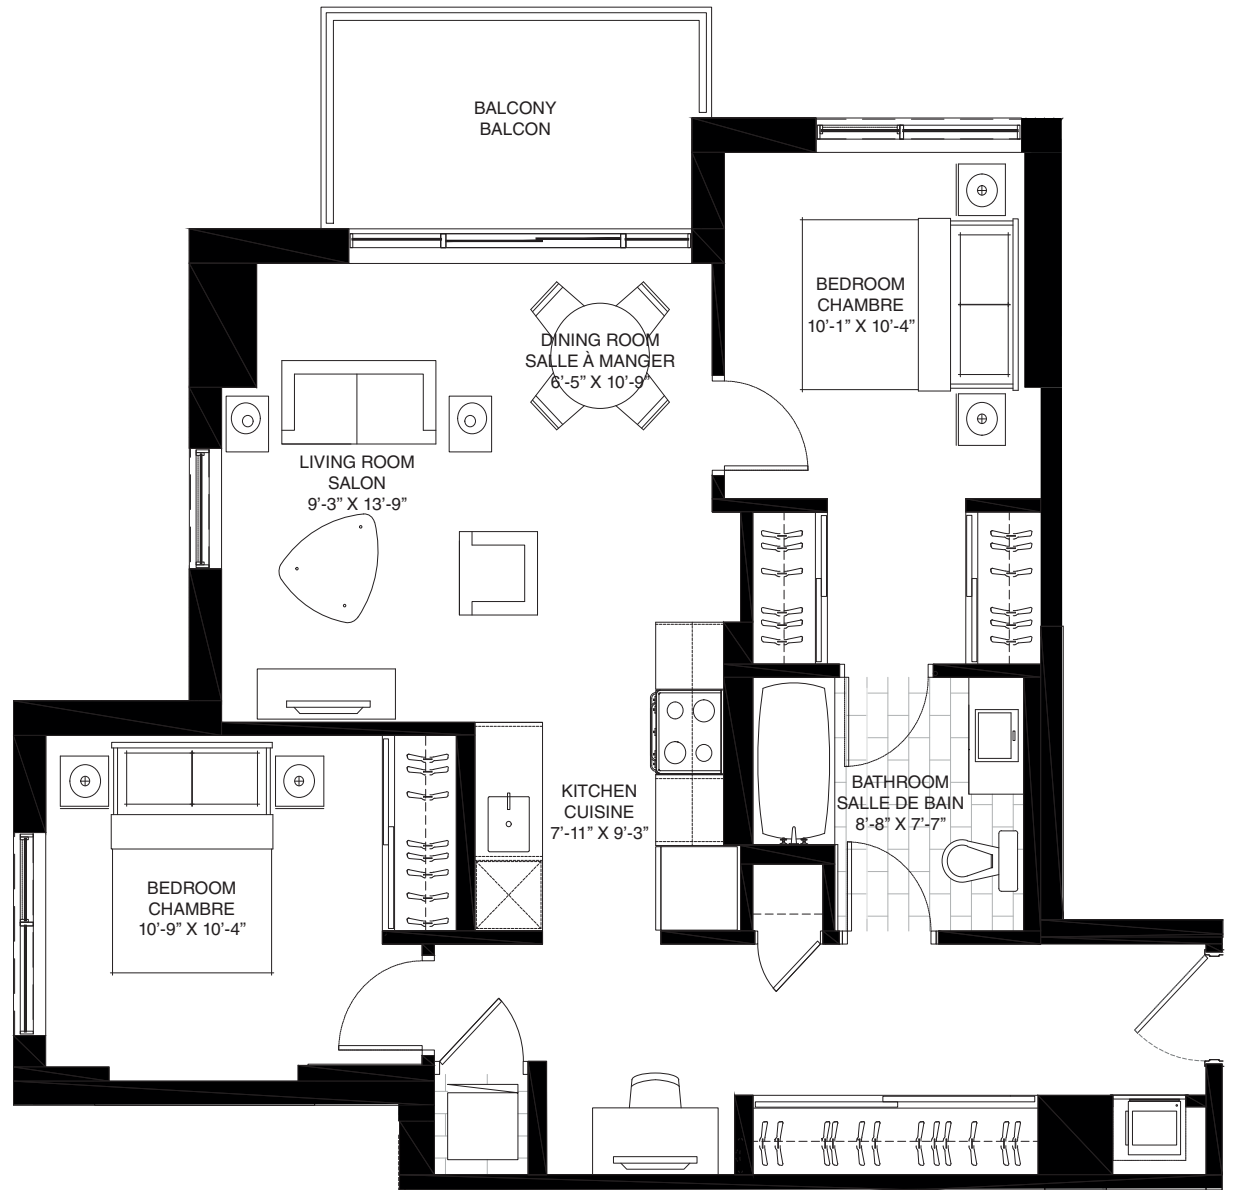 BALCONY
BALCON
BEDROOM
CHAMBRE
10’-1” X 10’-4”
DINING ROOM
SALLE À MANGER
6’-5” X 10’-9”
LIVING ROOM
SALON
9’-3” X 13’-9”
KITCHEN
CUISINE
7’-11” X 9’-3”
BATHROOM
SALLE DE BAIN
8’-8” X 7’-7”
BEDROOM
CHAMBRE
10’-9” X 10’-4”